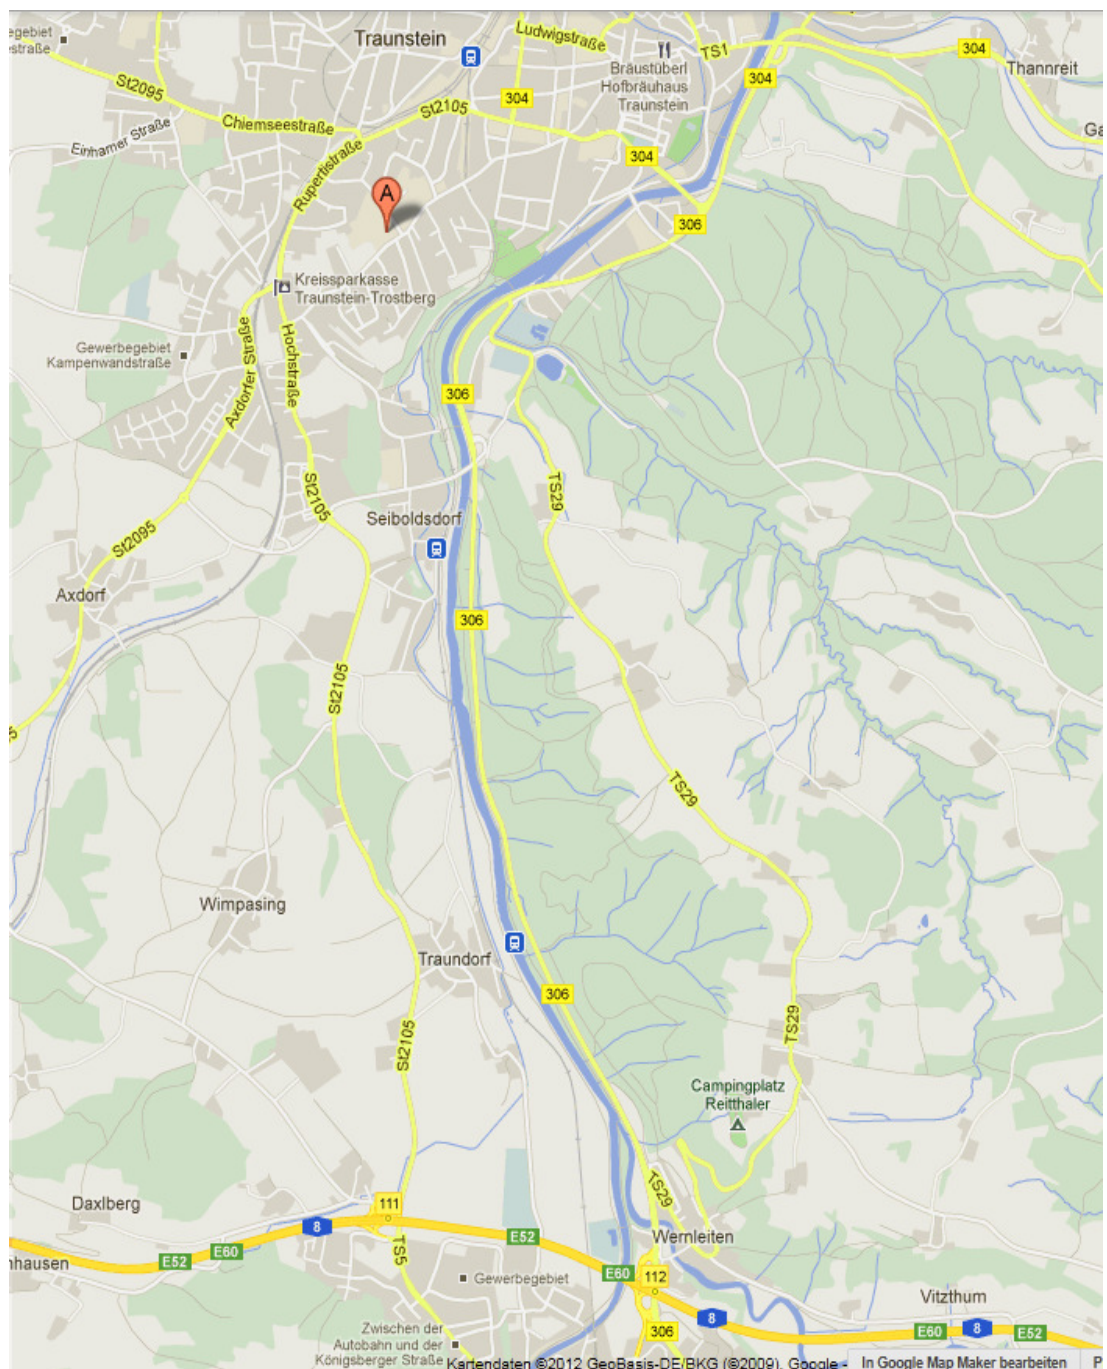 egebiet
estraße
Traunstein
Ludwigstraße
TS1
304
Thannreit
Bräustüberl
Hofbräuhaus
Traunstein
304
St2095
304
St2105
Chiemseestraße
Einhamer Straße
Ga
304
Rupertistraße
A
306
Kreissparkasse
Traunstein-Trostberg
Gewerbegebiet
Kampenwandstraße
Axdorfer Straße
Hochstraße
306
St2105
TS29
Seiboldsdorf
St2095
Axdorf
306
St2105
TS29
Wimpasing
Traundorf
306
TS29
St2105
Campingplatz
Reitthaler
TS29
Daxlberg
111
8
E52
Wernleiten
TS5
E60
E52
nhausen
E60
112
Gewerbegebiet
Vitzthum
8
306
E60
8
E52
Zwischen der
Autobahn und der
Königsberger Straße
Kartendaten ©2012 GeoBasis-DE/BKG (©2009), Google -
In Google Map Maker bearbeiten